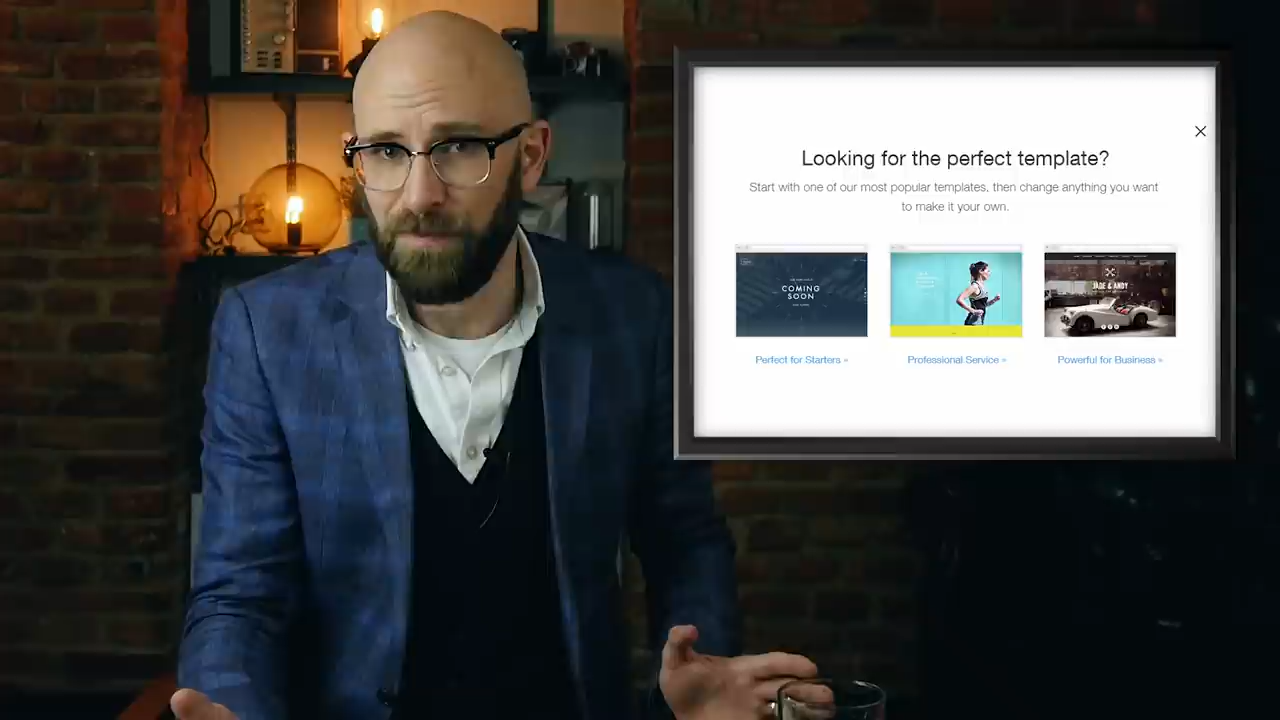 Looking for the perfect template?
Start with one of our most popular templates, then change anything you want
to make it your own.
COMING
SOON
JADE & ANDY
Perfect for Starters »
Professional Service »
Powerful for Business »